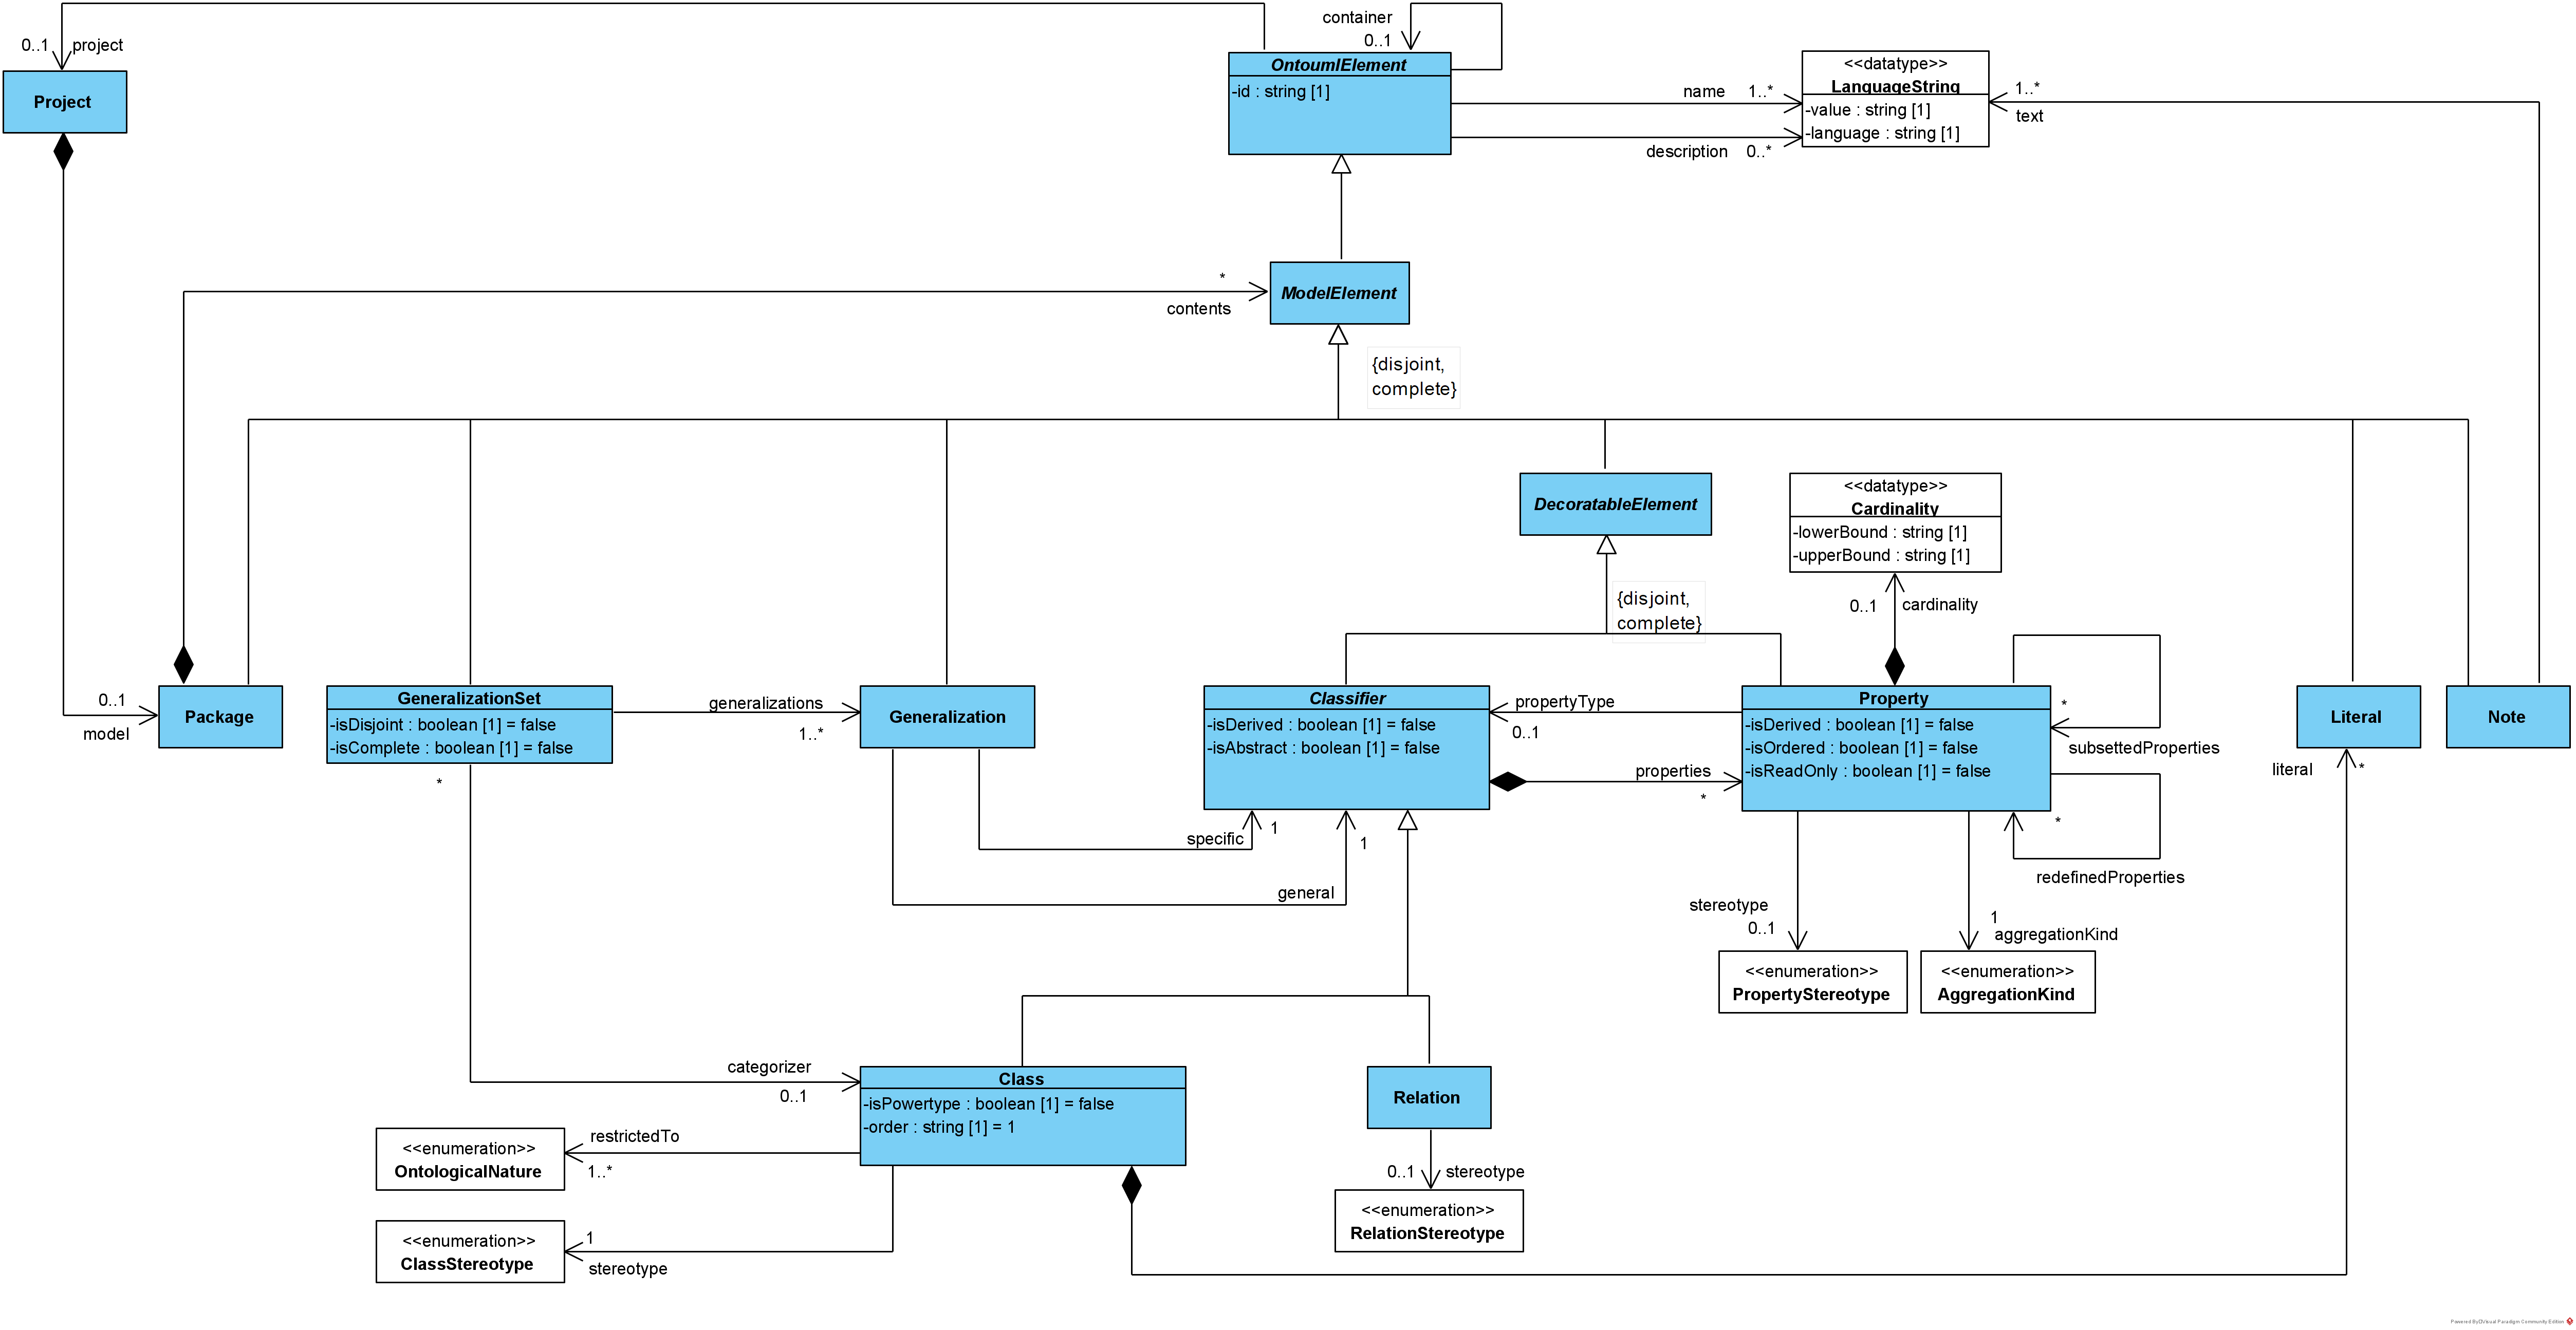 container
0..1
0..1
project
Project
OntoumlElement
-id : string [1]
name
1..*
description
0..*
<<datatype>>
LanguageString
-value : string [1]
-language : string [1]
1..*
text
*
contents
ModelElement
{disjoint,
complete}
DecoratableElement
<<datatype>>
Cardinality
-lowerBound : string [1]
-upperBound : string [1]
{disjoint,
complete}
0..1
cardinality
0..1
model
Package
GeneralizationSet
-isDisjoint : boolean [1] = false
-isComplete : boolean [1] = false
*
generalizations
1..*
Generalization
Classifier
-isDerived : boolean [1] = false
-isAbstract : boolean [1] = false
propertyType
0..1
properties
*
Property
-isDerived : boolean [1] = false
-isOrdered : boolean [1] = false
-isReadOnly : boolean [1] = false
*
subsettedProperties
*
redefinedProperties
Literal
literal
*
Note
specific
1
general
1
stereotype
0..1
1
aggregationKind
<<enumeration>>
PropertyStereotype
<<enumeration>>
AggregationKind
categorizer
0..1
Class
-isPowertype : boolean [1] = false
-order : string [1] = 1
Relation
<<enumeration>>
OntologicalNature
restrictedTo
1..*
0..1
stereotype
<<enumeration>>
RelationStereotype
<<enumeration>>
ClassStereotype
1
stereotype
Powered By Visual Paradigm Community Edition